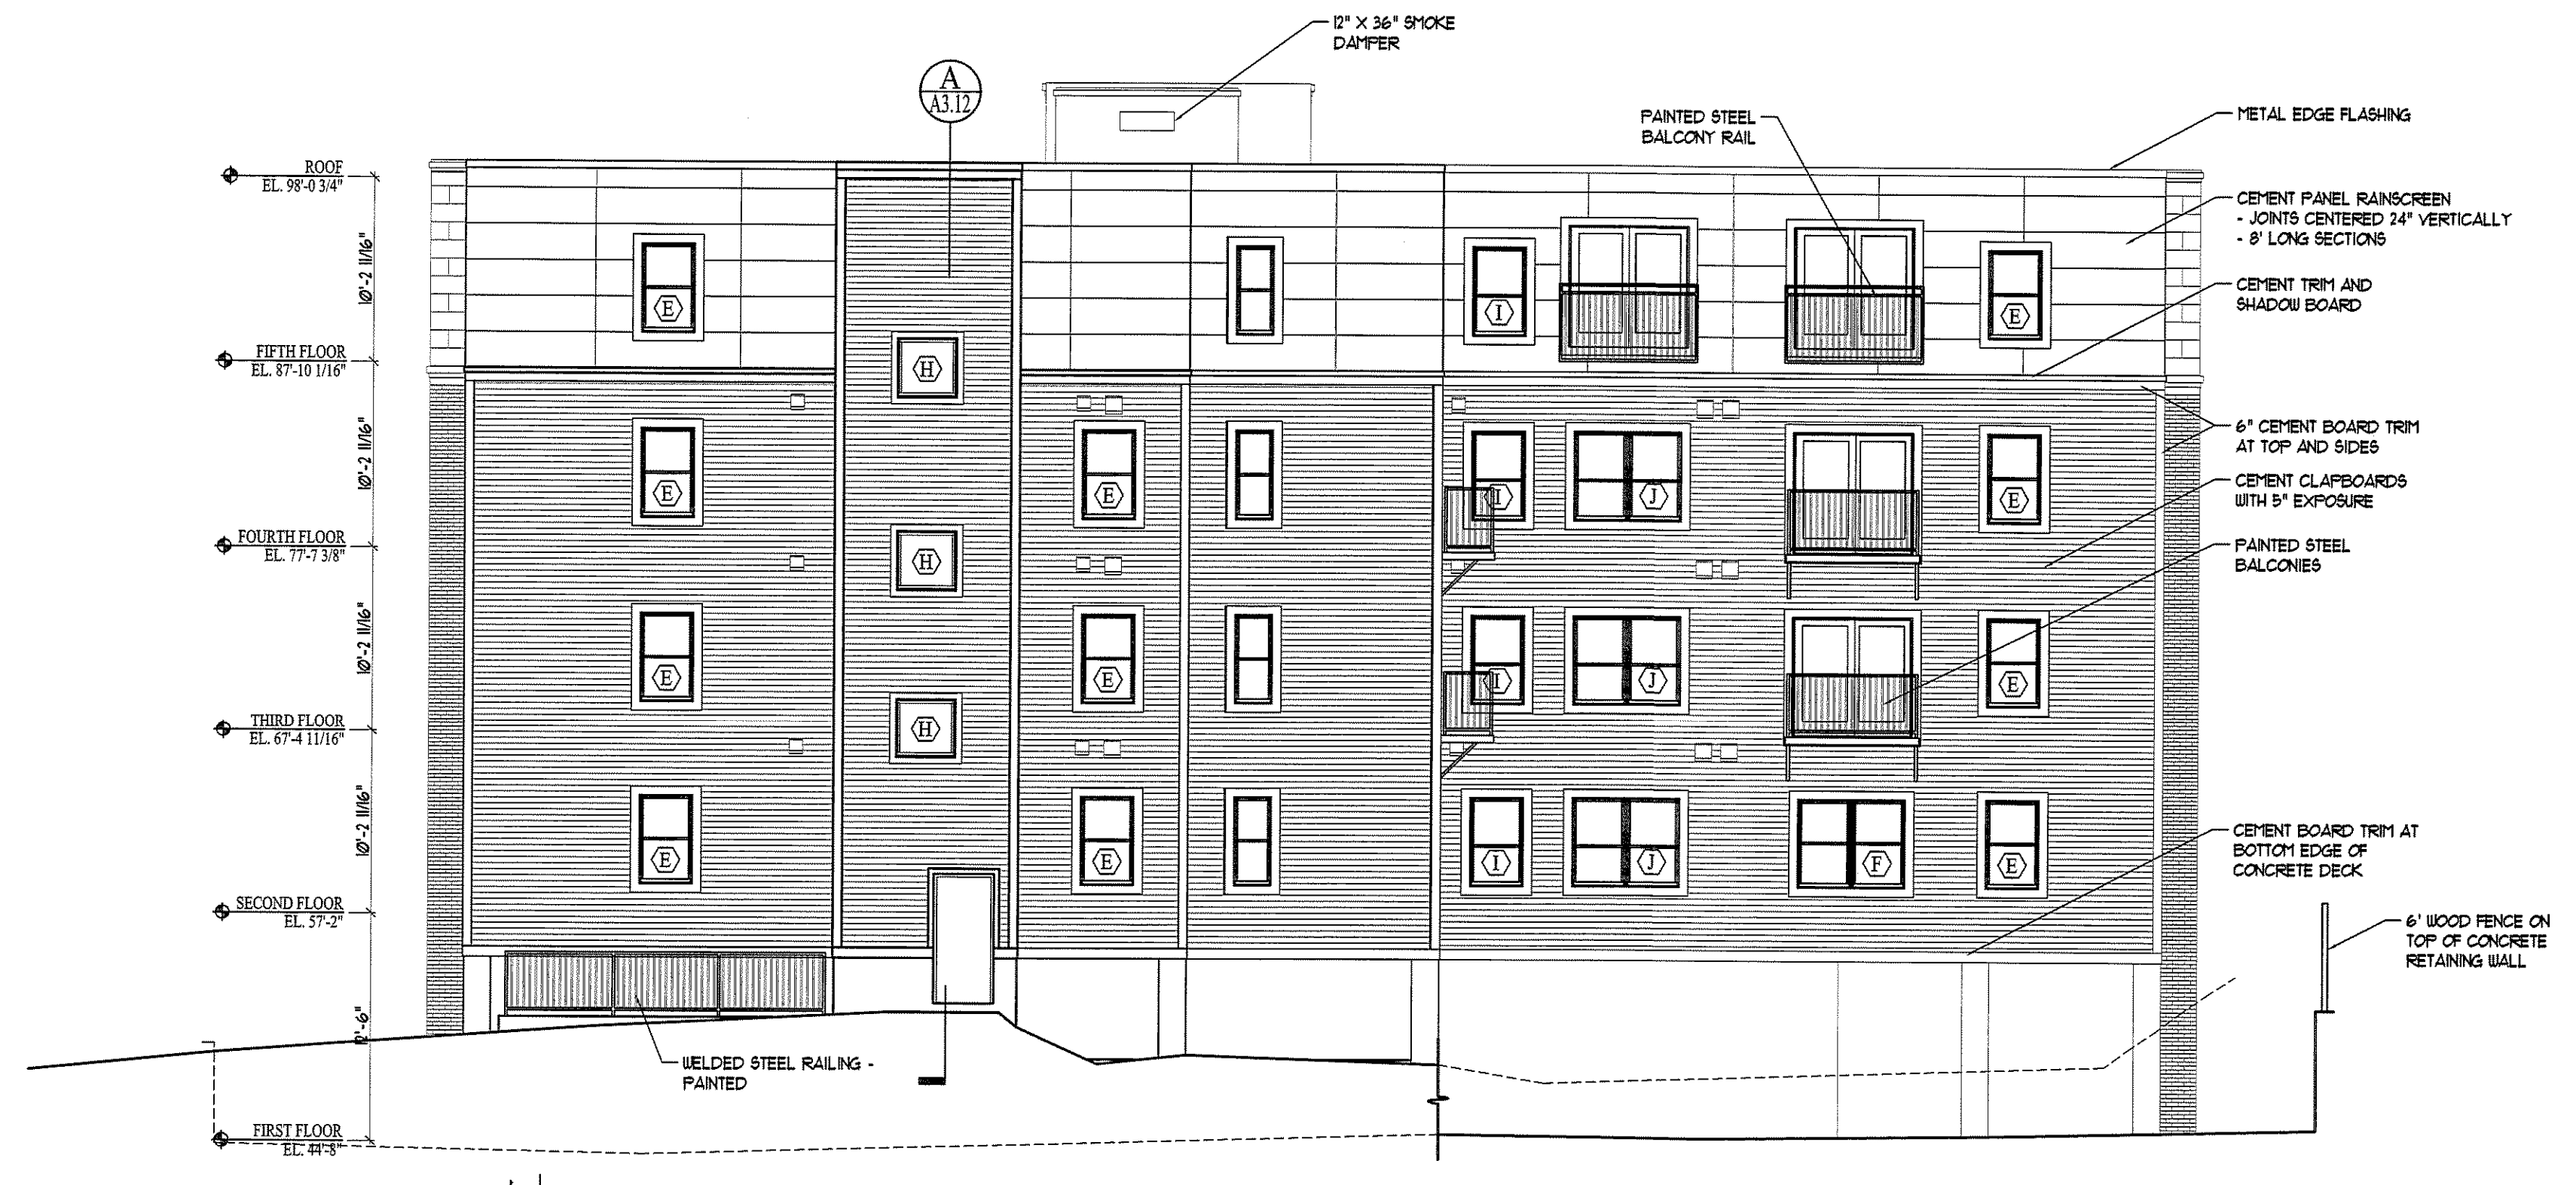 12" X 36" SMOKE
DAMPER
A
A3.12
PAINTED STEEL
BALCONY RAIL
METAL EDGE FLASHING
ROOF
EL. 98'-0 3/4"
CEMENT PANEL RAINSCREEN
- JOINTS CENTERED 24" VERTICALLY
- 8' LONG SECTIONS
10'-2 11/16"
CEMENT TRIM AND
SHADOW BOARD
E
I
E
FIFTH FLOOR
EL. 87'-10 1/16"
H
10'-2 11/16"
6" CEMENT BOARD TRIM
AT TOP AND SIDES
CEMENT CLAPBOARDS
WITH 5" EXPOSURE
E
E
I
J
E
FOURTH FLOOR
EL. 77'-7 3/8"
H
PAINTED STEEL
BALCONIES
10'-2 11/16"
E
E
I
J
E
THIRD FLOOR
EL. 67'-4 11/16"
H
10'-2 11/16"
CEMENT BOARD TRIM AT
BOTTOM EDGE OF
CONCRETE DECK
E
E
I
J
F
E
SECOND FLOOR
EL. 57'-2"
6' WOOD FENCE ON
TOP OF CONCRETE
RETAINING WALL
12'-6"
WELDED STEEL RAILING -
PAINTED
FIRST FLOOR
EL. 44'-8"